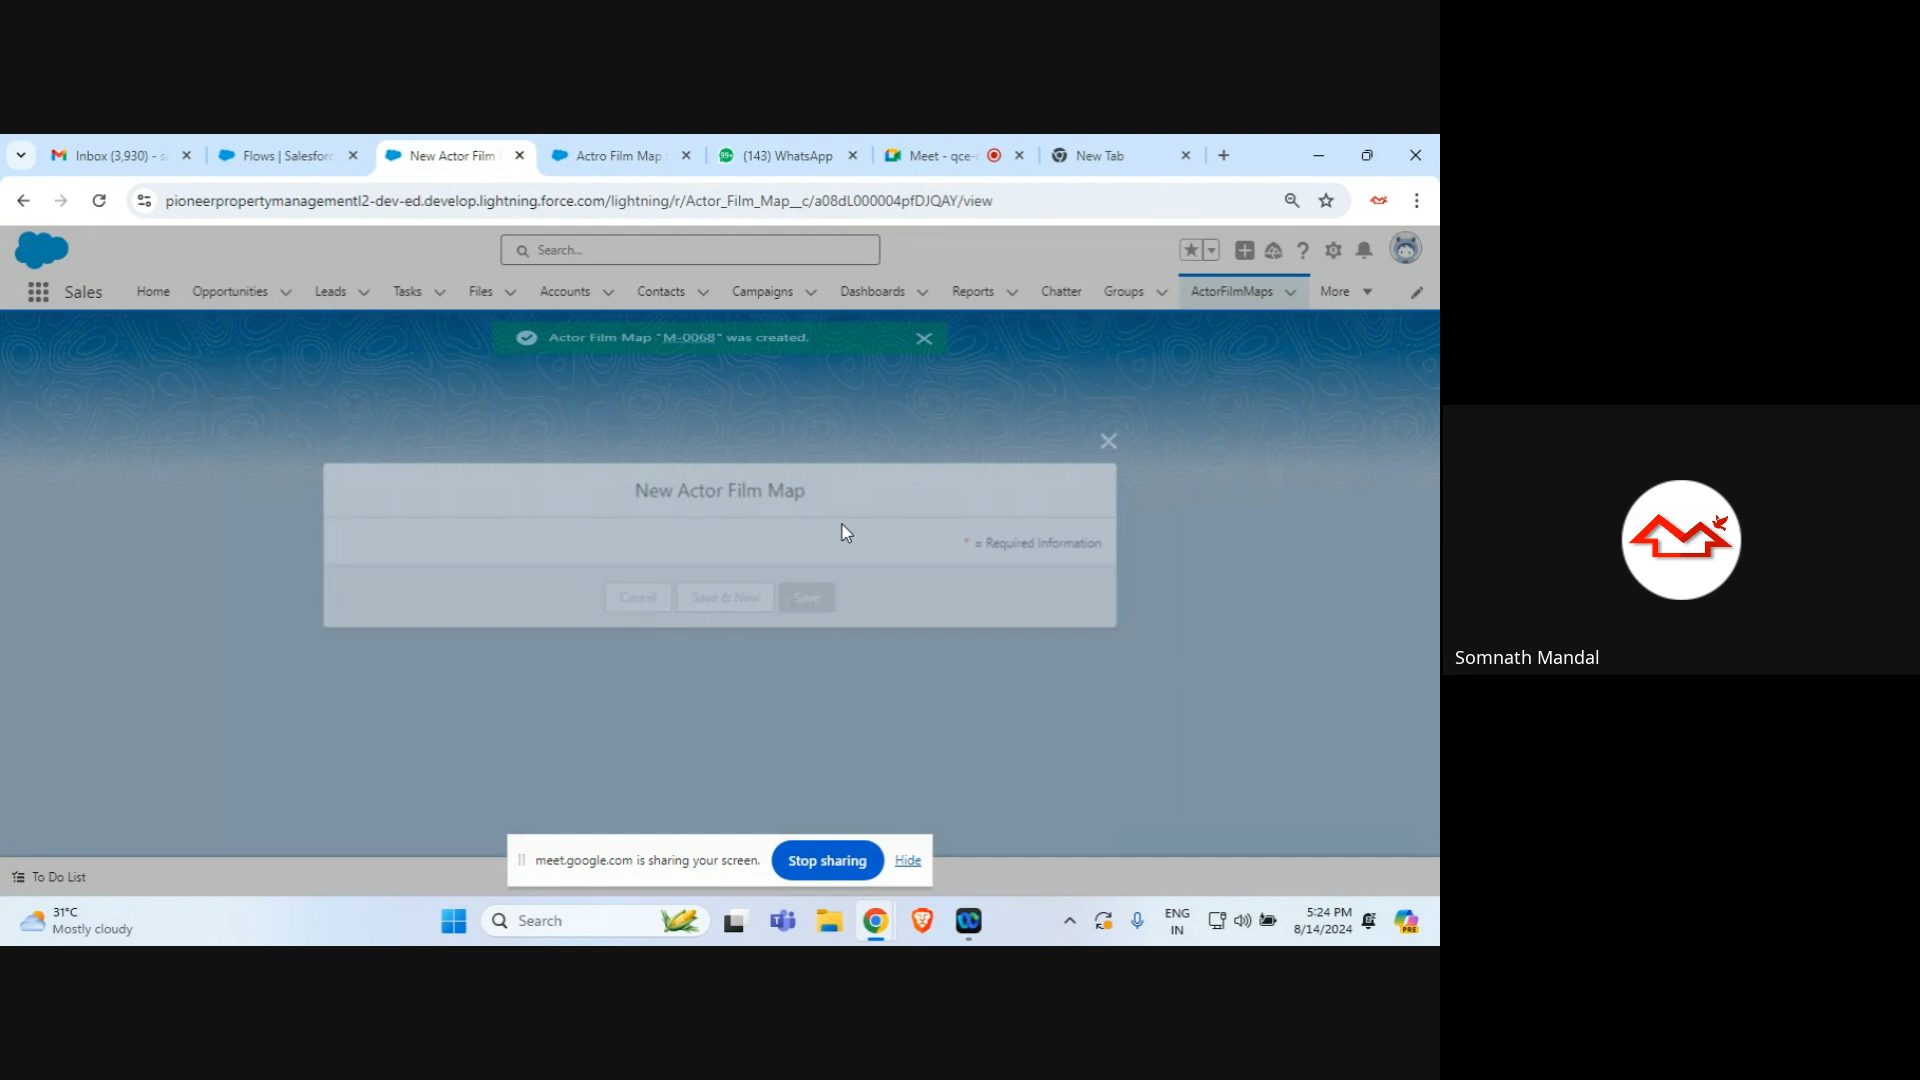 Inbox (3,930) - s
Flows | Salesforc
New Actor Film
Actro Film Map
99+
(143) WhatsApp
Meet - qce-
New Tab
pioneerpropertymanagementl2-dev-ed.develop.lightning.force.com/lightning/r/Actor_Film_Map__c/a08dL000004pfDJQAY/view
Search...
Sales
Home
Opportunities
Leads
Tasks
Files
Accounts
Contacts
Campaigns
Dashboards
Reports
Chatter
Groups
ActorFilmMaps
More
Actor Film Map "M-0068" was created.
New Actor Film Map
* = Required Information
Cancel
Save & New
Save
Somnath Mandal
meet.google.com is sharing your screen.
Stop sharing
Hide
To Do List
31°C
Mostly cloudy
Search
ENG
IN
5:24 PM
8/14/2024
PRE